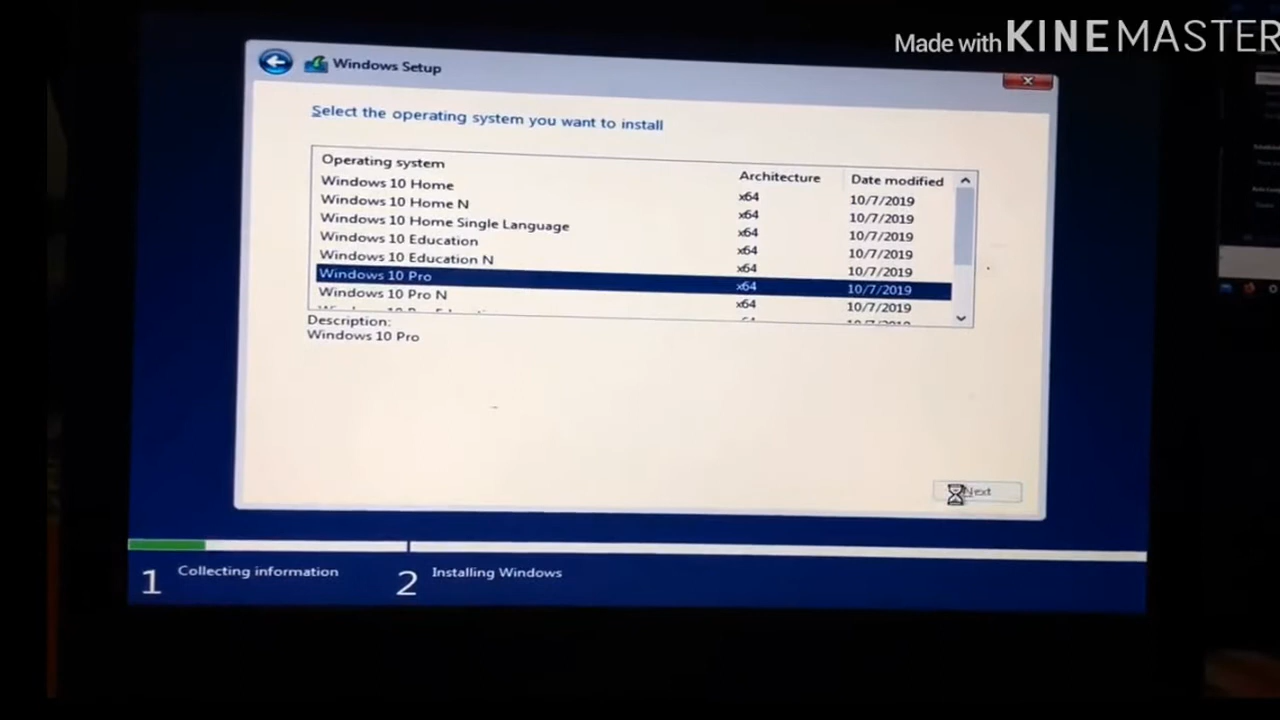 Made with KINEMASTER
Windows Setup
Select the operating system you want to install
Operating system Architecture Date modified
Windows 10 Home x64 10/7/2019
Windows 10 Home N x64 10/7/2019
Windows 10 Home Single Language x64 10/7/2019
Windows 10 Education x64 10/7/2019
Windows 10 Education N x64 10/7/2019
Windows 10 Pro x64 10/7/2019
Windows 10 Pro N x64 10/7/2019
Description:
Windows 10 Pro
Next
1 Collecting information 2 Installing Windows